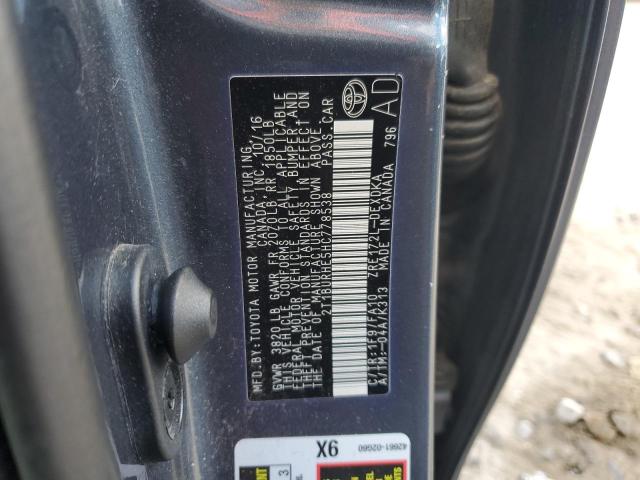 MFD.BY:TOYOTA MOTOR MANUFACTURING
CANADA, INC. 10/16
GVWR 3820 LB GAWR FR 2070LB RR 1850LB
THIS VEHICLE CONFORMS TO ALL APPLICABLE
FEDERAL MOTOR VEHICLE SAFETY BUMPER, AND
THEFT PREVENTION STANDARDS IN EFFECT ON
THE DATE OF MANUFACTURE SHOWN ABOVE.
2T1BURHE5HC778538 PASS.CAR
C/TR:1F9/FA10 ZRE172L-DEXDKA
A/TM:-04A/K313 MADE IN CANADA 796
AD
9X
42661-02G60
3